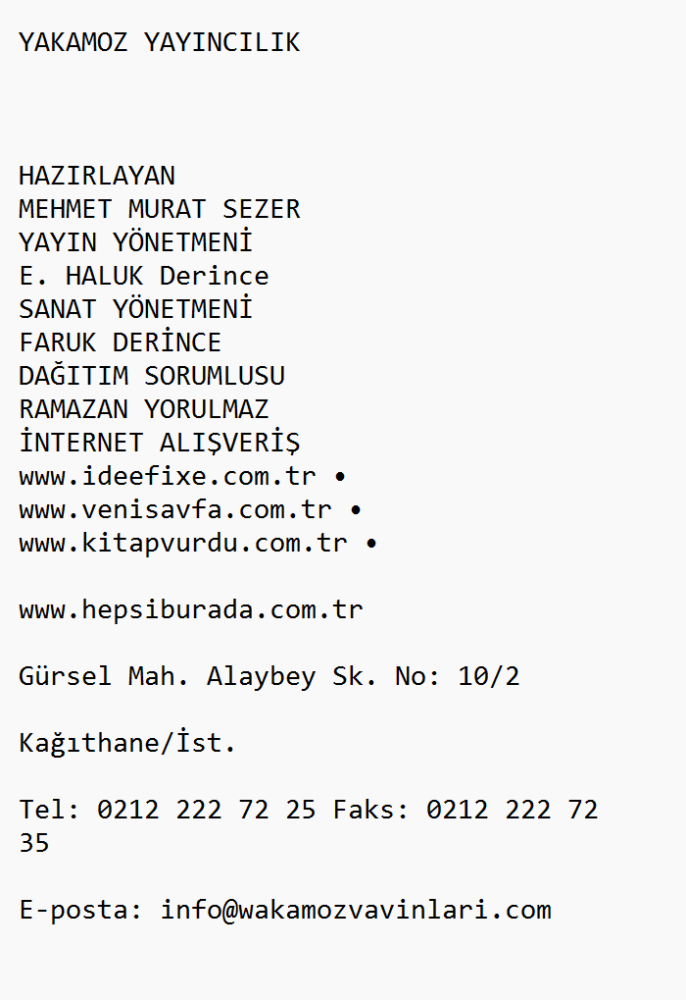 YAKAMOZ YAYINCILIK
HAZIRLAYAN
MEHMET MURAT SEZER
YAYIN YÖNETMENİ
E. HALUK Derince
SANAT YÖNETMENİ
FARUK DERİNCE
DAĞITIM SORUMLUSU
RAMAZAN YORULMAZ
İNTERNET ALIŞVERİŞ
www.ideefixe.com.tr •
www.venisavfa.com.tr •
www.kitapvurdu.com.tr •
www.hepsiburada.com.tr
Gürsel Mah. Alaybey Sk. No: 10/2
Kağıthane/İst.
Tel: 0212 222 72 25 Faks: 0212 222 72
35
E-posta: info@wakamozvavinlari.com